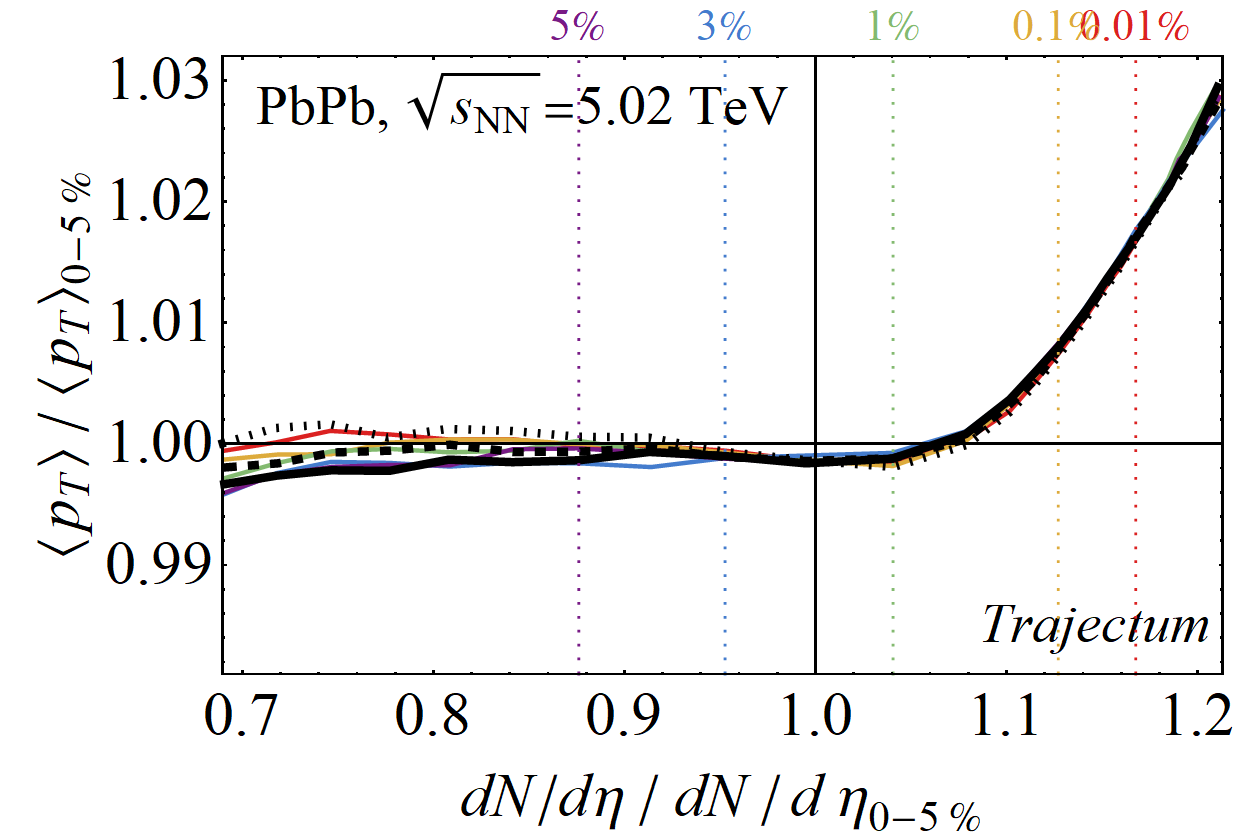 5% 3% 1% 0.1% 0.01%
PbPb, √sNN =5.02 TeV
1.03
1.02
1.01
1.00
0.99
⟨pT⟩ / ⟨pT⟩0−5%
Trajectum
0.7 0.8 0.9 1.0 1.1 1.2
dN/dη / dN / d η0−5%